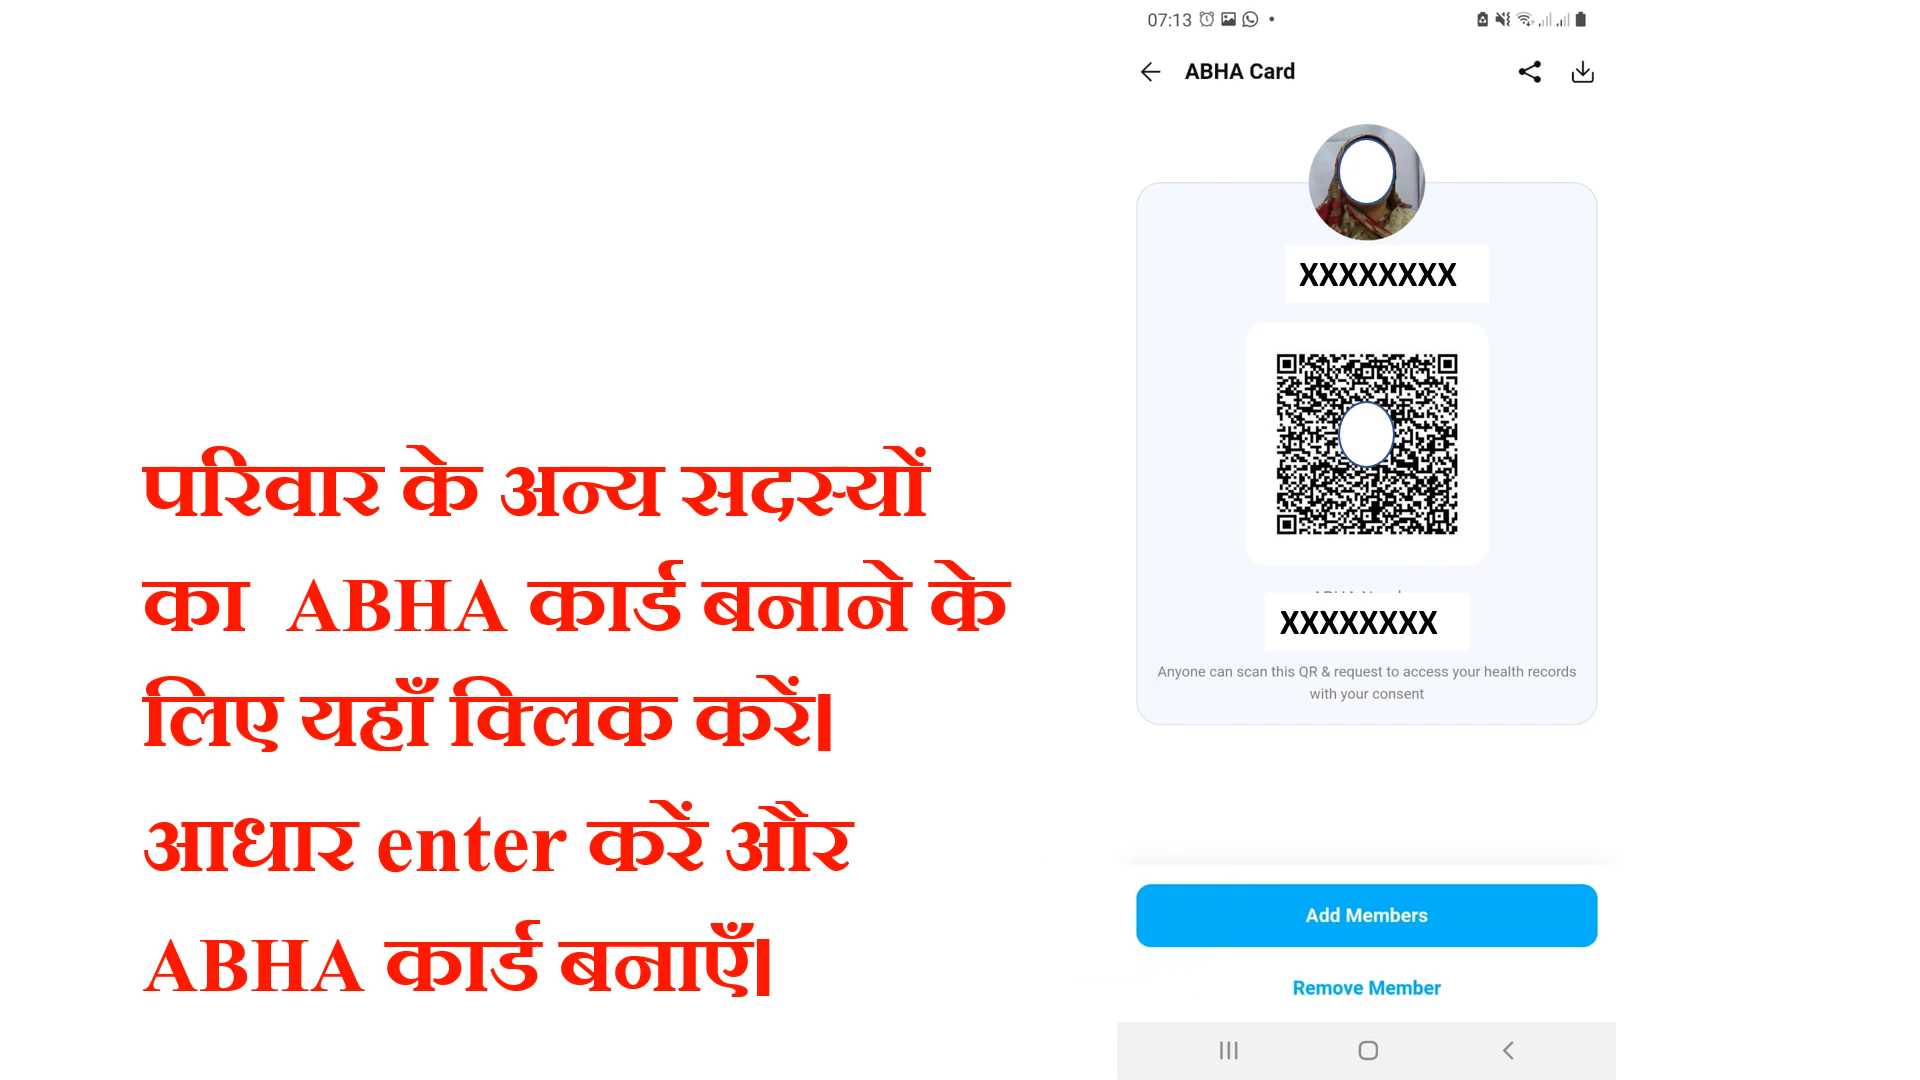 परिवार के अन्य सदस्यों
का ABHA कार्ड बनाने के
लिए यहाँ क्लिक करें।
आधार enter करें और
ABHA कार्ड बनाएँ।
07:13
ABHA Card
XXXXXXXX
XXXXXXXX
Anyone can scan this QR & request to access your health records
with your consent
Add Members
Remove Member